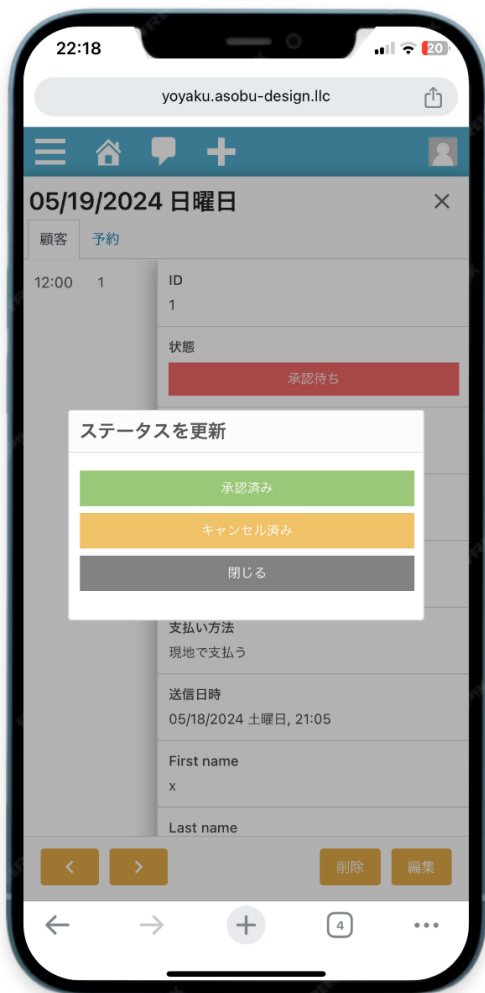 22:18
20
yoyaku.asobu-design.llc
05/19/2024 日曜日
顧客 予約
12:00 1
ID
1
状態
承認待ち
ステータスを更新
承認済み
キャンセル済み
閉じる
支払い方法
現地で支払う
送信日時
05/18/2024 土曜日, 21:05
First name
x
Last name
削除 編集
4